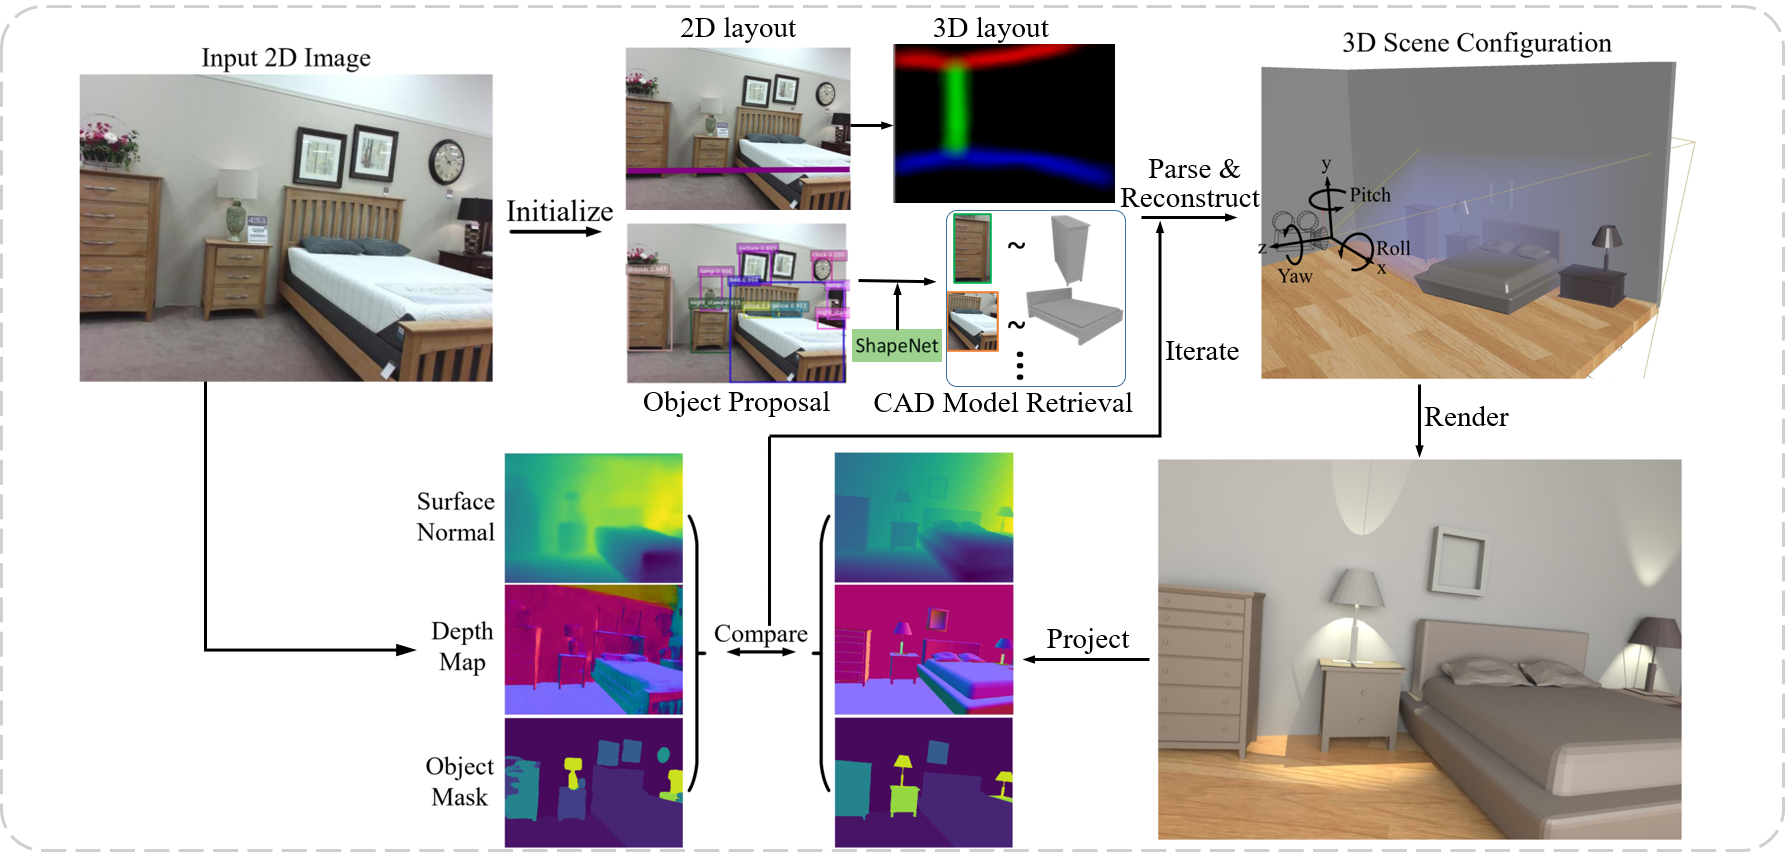 2D layout
3D layout
Input 2D Image
3D Scene Configuration
Initialize
Parse &
Reconstruct
y
Pitch
z
Roll
x
Yaw
~
ShapeNet
~
Iterate
Object Proposal
CAD Model Retrieval
Render
Surface
Normal
Depth
Map
Compare
Project
Object
Mask